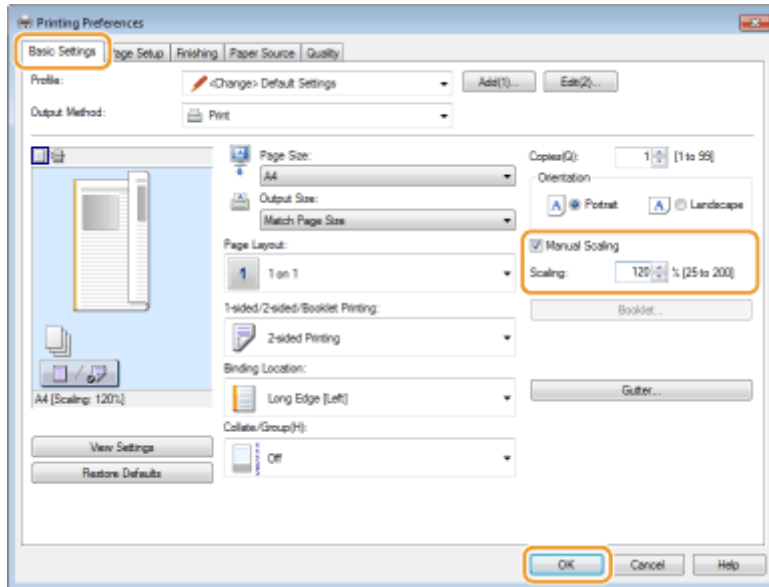 Printing Preferences
Basic Settings Page Setup Finishing Paper Source Quality
Profile: <Change> Default Settings Add(1)... Edit(2)...
Output Method: Print
Page Size:
A4
Output Size:
Match Page Size
Page Layout:
1 1 on 1
1-sided/2-sided/Booklet Printing:
2-sided Printing
Binding Location:
Long Edge [Left]
Collate/Group(H):
Off
A4 [Scaling: 120%]
View Settings
Restore Defaults
Copies(Q): 1 [1 to 99]
Orientation
A Portrait A Landscape
Manual Scaling
Scaling: 120 % [25 to 200]
Booklet...
Gutter...
OK Cancel Help